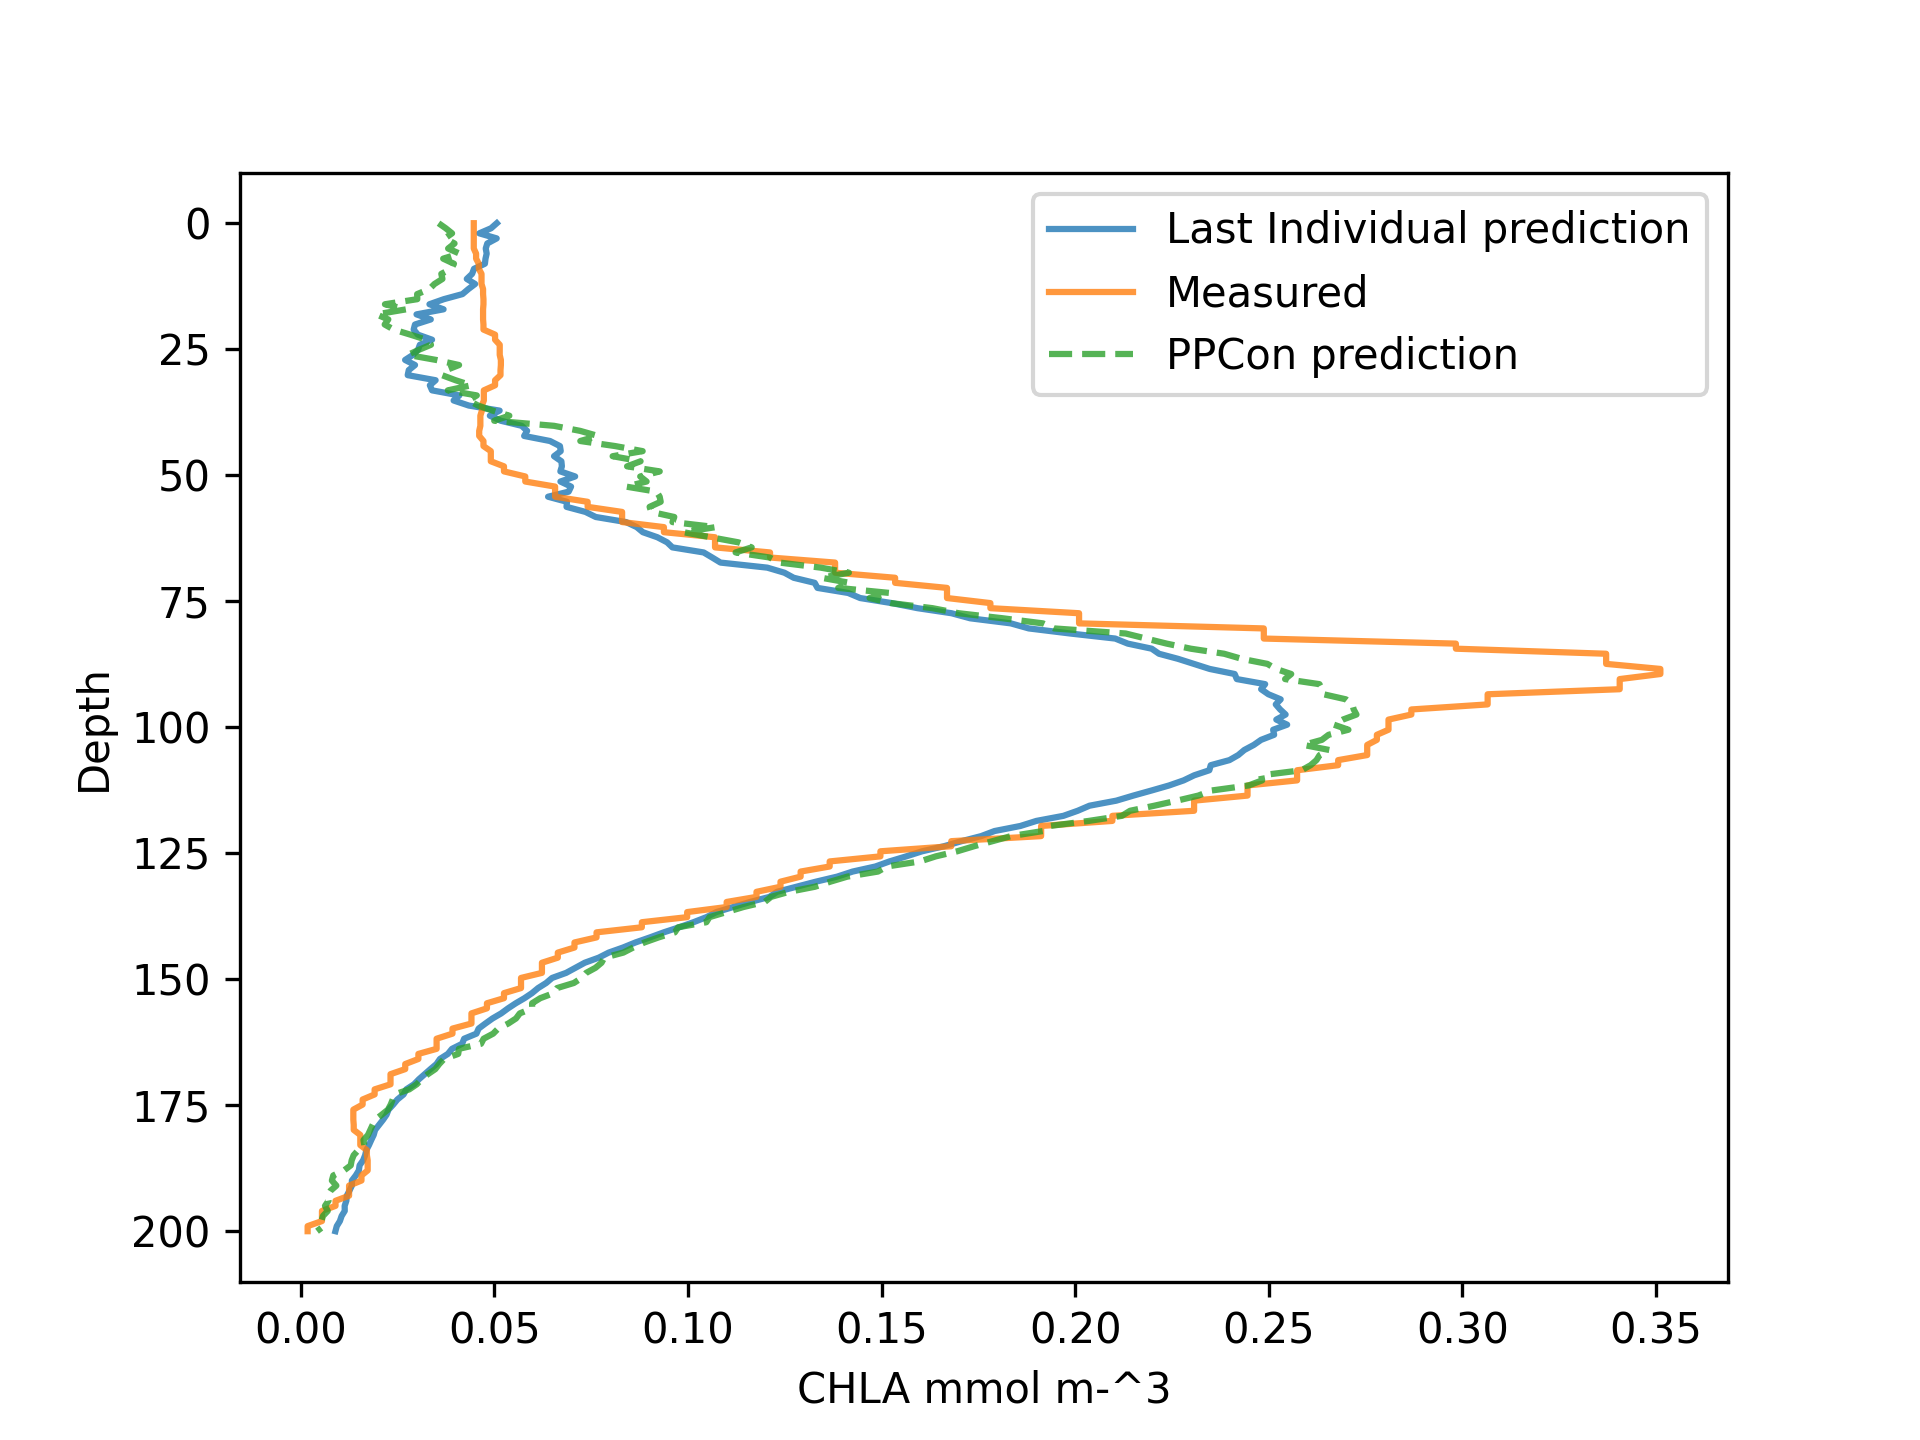 Last Individual prediction
Measured
PPCon prediction
0
25
50
75
100
125
150
175
200
Depth
0.00 0.05 0.10 0.15 0.20 0.25 0.30 0.35
CHLA mmol m-^3